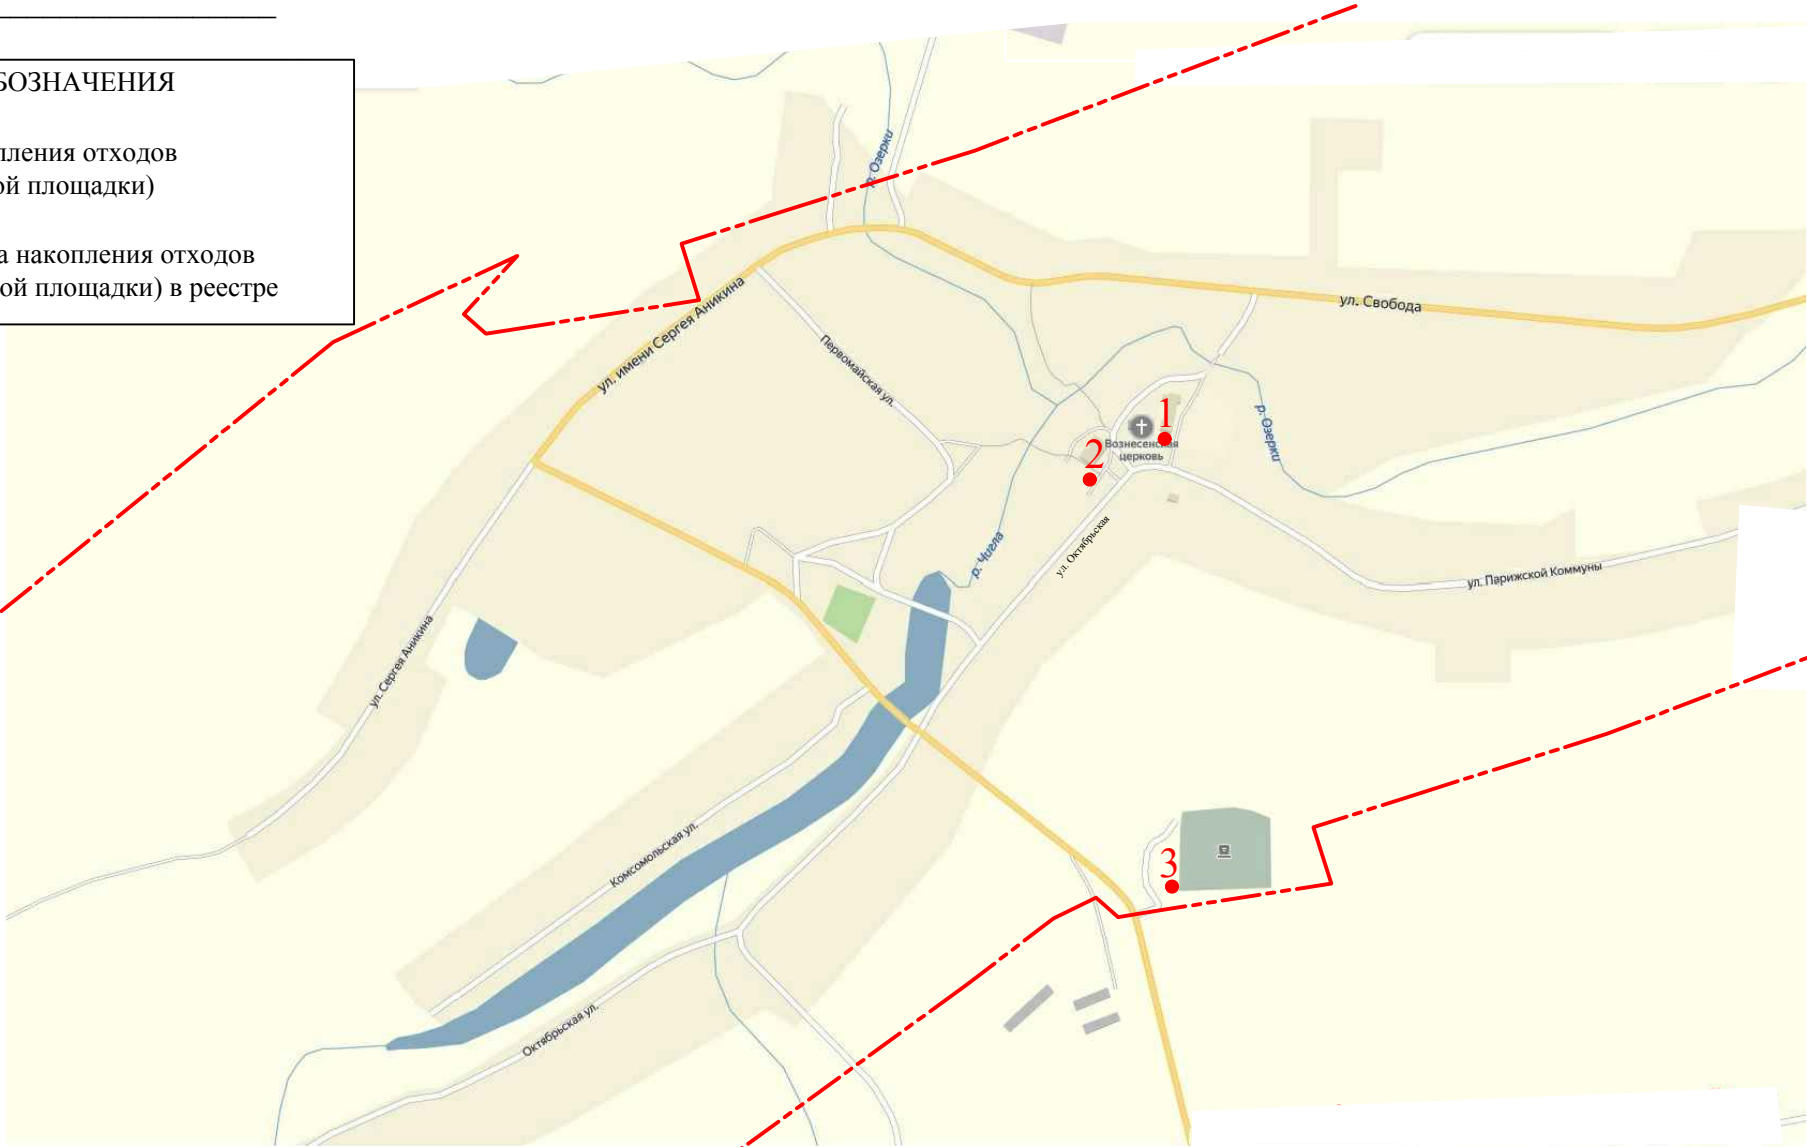 БОЗНАЧЕНИЯ
пления отходов
ой площадки)
а накопления отходов
ной площадки) в реестре
р. Озерки
ул. имени Сергея Аникина
ул. Свобода
Первомайская ул.
1
Вознесенская
церковь
2
р. Озерки
р. Чигла
ул. Октябрьская
ул. Парижской Коммуны
ул. Сергея Аникина
Комсомольская ул.
3
Октябрьская ул.